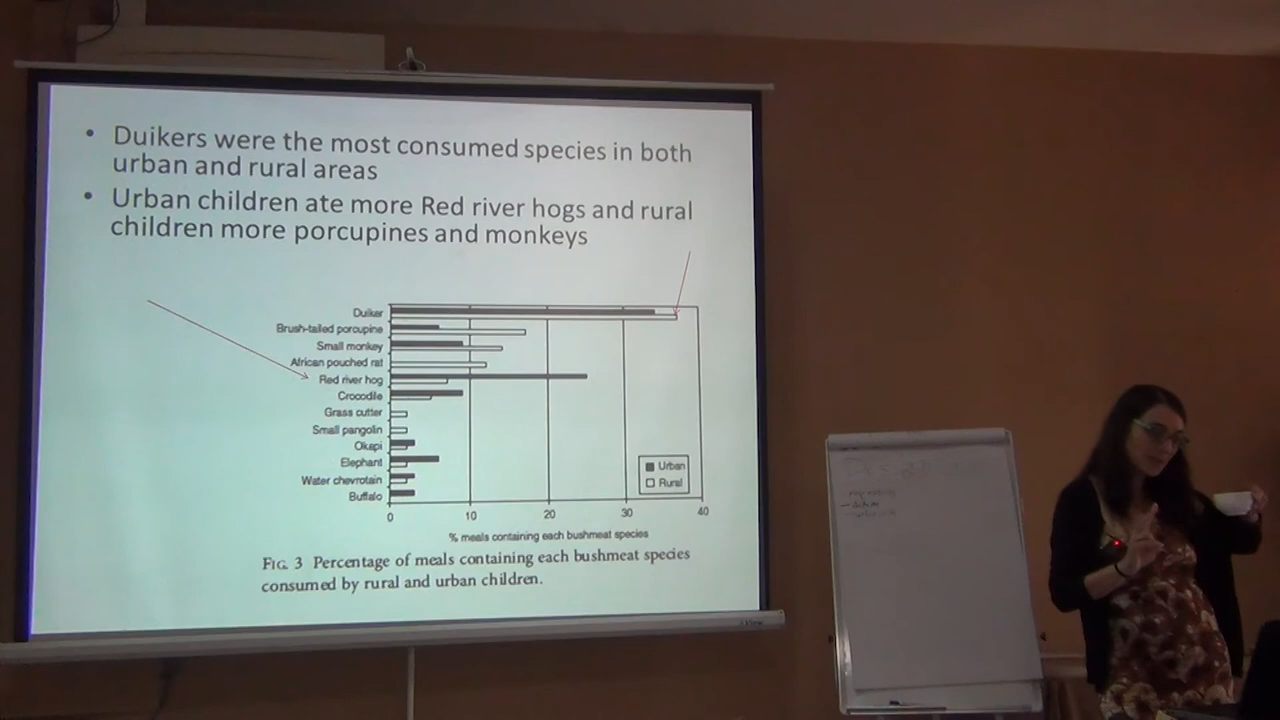 • Duikers were the most consumed species in both
urban and rural areas
• Urban children ate more Red river hogs and rural
children more porcupines and monkeys
Duiker
Brush-tailed porcupine
Small monkey
African pouched rat
Red river hog
Crocodile
Grass cutter
Small pangolin
Okapi
Elephant
Water chevrotain
Buffalo
Urban
Rural
0 10 20 30 40
% meals containing each bushmeat species
FIG. 3 Percentage of meals containing each bushmeat species
consumed by rural and urban children.